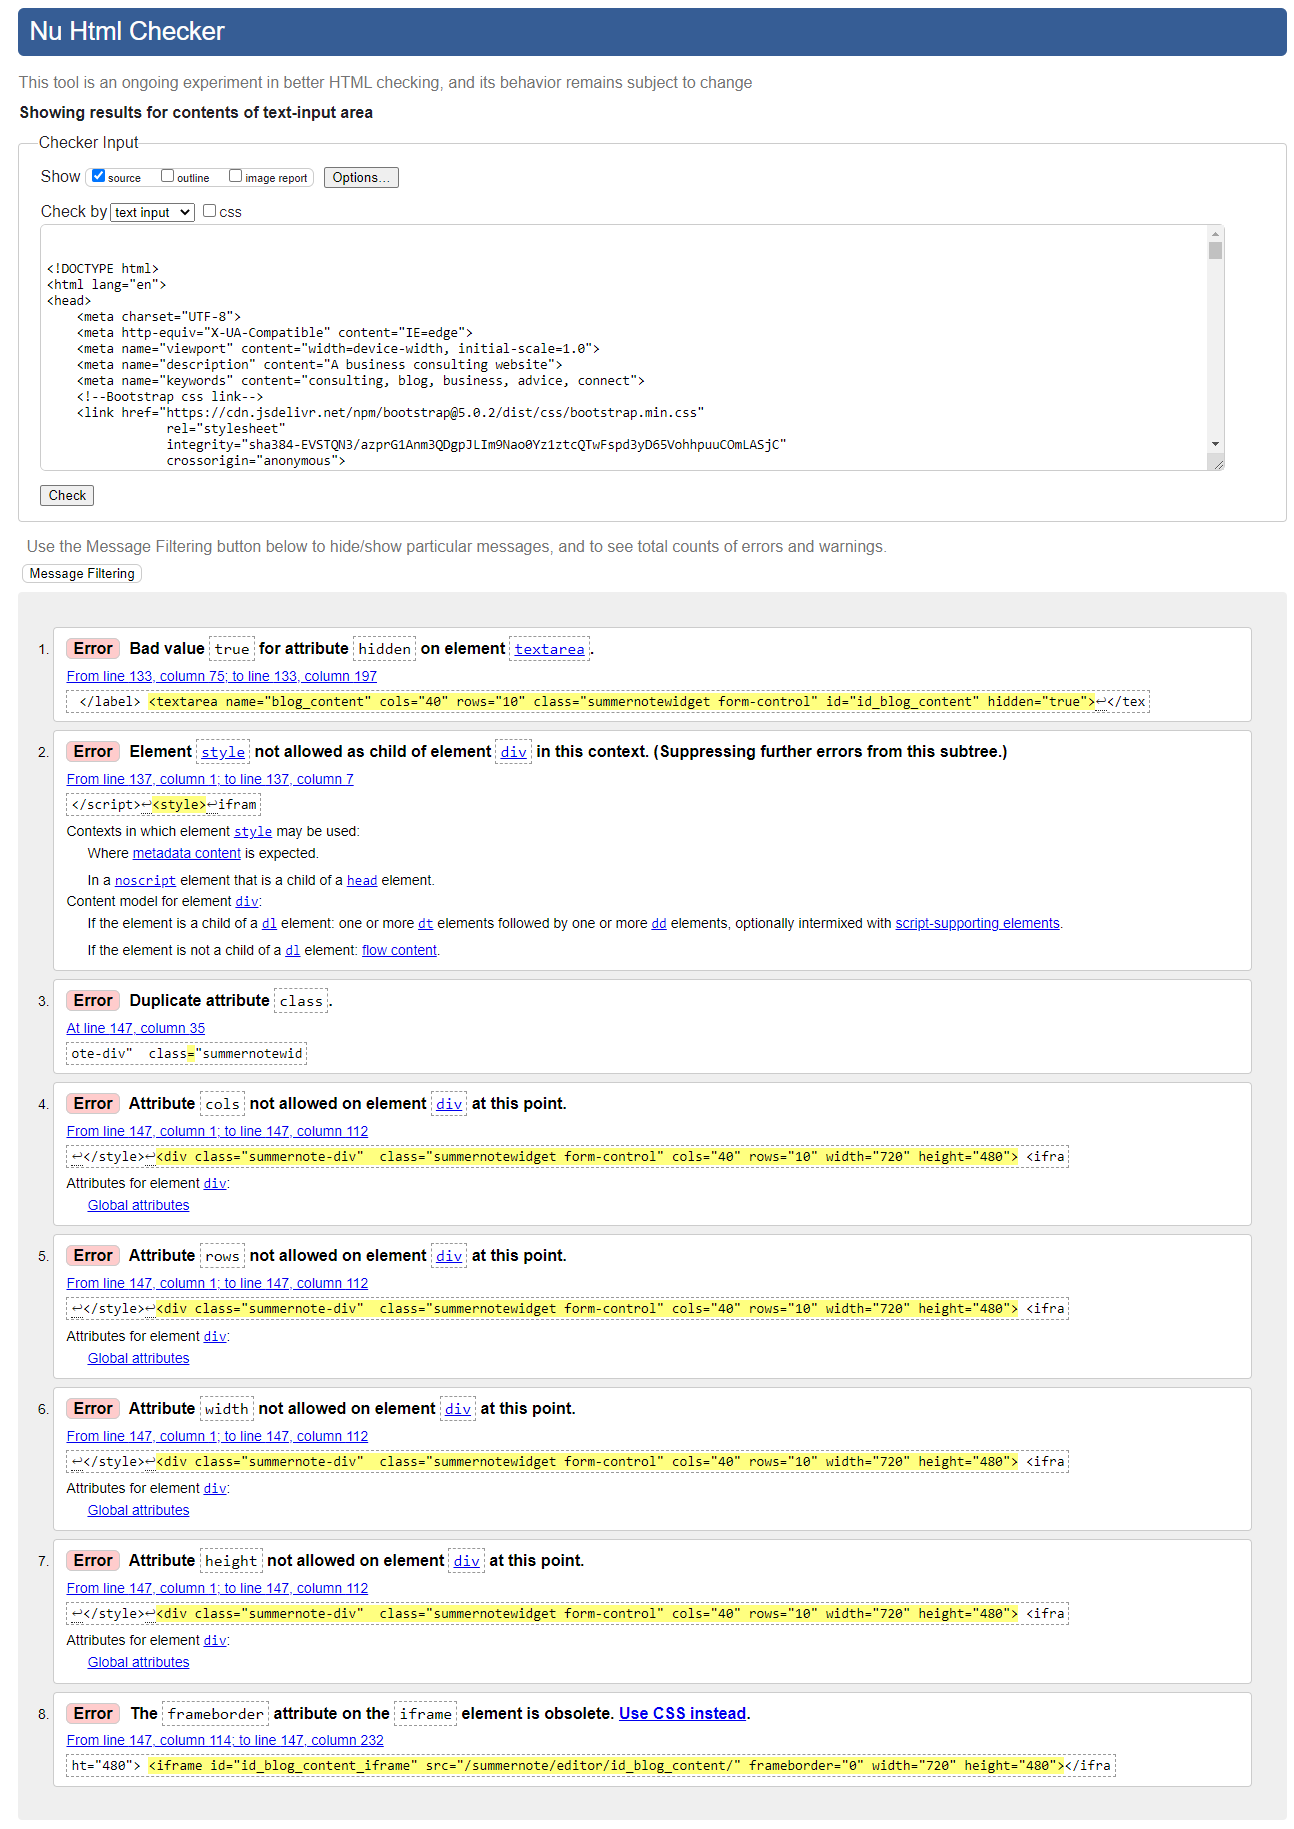 Nu Html Checker
This tool is an ongoing experiment in better HTML checking, and its behavior remains subject to change
Showing results for contents of text-input area
Checker Input
Show source outline image report Options...
Check by text input css
<!DOCTYPE html>
<html lang="en">
<head>
    <meta charset="UTF-8">
    <meta http-equiv="X-UA-Compatible" content="IE=edge">
    <meta name="viewport" content="width=device-width, initial-scale=1.0">
    <meta name="description" content="A business consulting website">
    <meta name="keywords" content="consulting, blog, business, advice, connect">
    <!--Bootstrap css link-->
    <link href="https://cdn.jsdelivr.net/npm/bootstrap@5.0.2/dist/css/bootstrap.min.css"
                rel="stylesheet"
                integrity="sha384-EVSTQN3/azprG1Anm3QDgpJLIm9Nao0Yz1ztcQTwFspd3yD65VohhpuuCOmLASjC"
                crossorigin="anonymous">
Check
Use the Message Filtering button below to hide/show particular messages, and to see total counts of errors and warnings.
Message Filtering
1. Error Bad value true for attribute hidden on element textarea.
From line 133, column 75; to line 133, column 197
</label> <textarea name="blog_content" cols="40" rows="10" class="summernotewidget form-control" id="id_blog_content" hidden="true">↩</tex
2. Error Element style not allowed as child of element div in this context. (Suppressing further errors from this subtree.)
From line 137, column 1; to line 137, column 7
</script>↩<style>↩ifram
Contexts in which element style may be used:
Where metadata content is expected.
In a noscript element that is a child of a head element.
Content model for element div:
If the element is a child of a dl element: one or more dt elements followed by one or more dd elements, optionally intermixed with script-supporting elements.
If the element is not a child of a dl element: flow content.
3. Error Duplicate attribute class.
At line 147, column 35
ote-div"  class="summernotewid
4. Error Attribute cols not allowed on element div at this point.
From line 147, column 1; to line 147, column 112
↩</style>↩<div class="summernote-div"  class="summernotewidget form-control" cols="40" rows="10" width="720" height="480"> <ifra
Attributes for element div:
Global attributes
5. Error Attribute rows not allowed on element div at this point.
From line 147, column 1; to line 147, column 112
↩</style>↩<div class="summernote-div"  class="summernotewidget form-control" cols="40" rows="10" width="720" height="480"> <ifra
Attributes for element div:
Global attributes
6. Error Attribute width not allowed on element div at this point.
From line 147, column 1; to line 147, column 112
↩</style>↩<div class="summernote-div"  class="summernotewidget form-control" cols="40" rows="10" width="720" height="480"> <ifra
Attributes for element div:
Global attributes
7. Error Attribute height not allowed on element div at this point.
From line 147, column 1; to line 147, column 112
↩</style>↩<div class="summernote-div"  class="summernotewidget form-control" cols="40" rows="10" width="720" height="480"> <ifra
Attributes for element div:
Global attributes
8. Error The frameborder attribute on the iframe element is obsolete. Use CSS instead.
From line 147, column 114; to line 147, column 232
ht="480"> <iframe id="id_blog_content_iframe" src="/summernote/editor/id_blog_content/" frameborder="0" width="720" height="480"></ifra